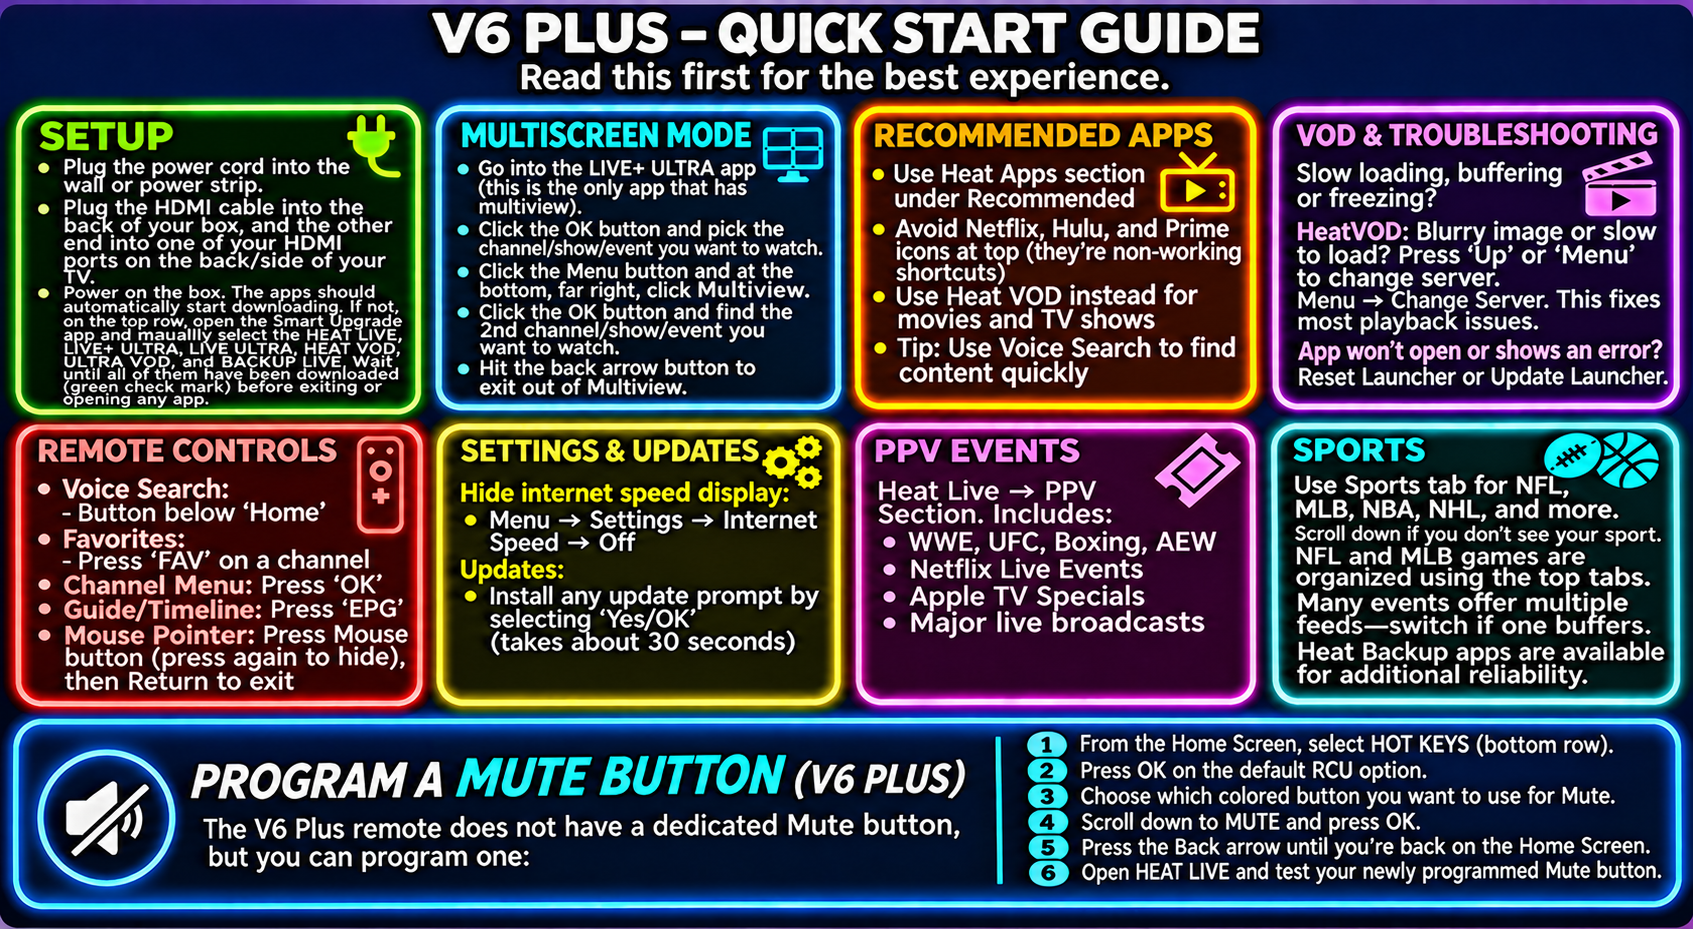 V6 PLUS – QUICK START GUIDE
Read this first for the best experience.
SETUP
• Plug the power cord into the
wall or power strip.
• Plug the HDMI cable into the
back of your box, and the other
end into one of your HDMI
ports on the back/side of your
TV.
• Power on the box. The apps should
automatically start downloading. If not,
on the top row, open the Smart Upgrade
app and mauallily select the HEAT LIVE,
LIVE+ ULTRA, LIVE ULTRA, HEAT VOD,
ULTRA VOD, and BACKUP LIVE. Wait
until all of them have been downloaded
(green check mark) before exiting or
opening any app.
MULTISCREEN MODE
• Go into the LIVE+ ULTRA app
(this is the only app that has
multiview).
• Click the OK button and pick the
channel/show/event you want to watch.
• Click the Menu button and at the
bottom, far right, click Multiview.
• Click the OK button and find the
2nd channel/show/event you
want to watch.
• Hit the back arrow button to
exit out of Multiview.
RECOMMENDED APPS
• Use Heat Apps section
under Recommended
• Avoid Netflix, Hulu, and Prime
icons at top (they're non-working
shortcuts)
• Use Heat VOD instead for
movies and TV shows
• Tip: Use Voice Search to find
content quickly
VOD & TROUBLESHOOTING
Slow loading, buffering
or freezing?
HeatVOD: Blurry image or slow
to load? Press 'Up' or 'Menu'
to change server.
Menu → Change Server. This fixes
most playback issues.
App won't open or shows an error?
Reset Launcher or Update Launcher.
REMOTE CONTROLS
• Voice Search:
- Button below 'Home'
• Favorites:
- Press 'FAV' on a channel
• Channel Menu: Press 'OK'
• Guide/Timeline: Press 'EPG'
• Mouse Pointer: Press Mouse
button (press again to hide),
then Return to exit
SETTINGS & UPDATES
Hide internet speed display:
• Menu → Settings → Internet
Speed → Off
Updates:
• Install any update prompt by
selecting 'Yes/OK'
(takes about 30 seconds)
PPV EVENTS
Heat Live → PPV
Section. Includes:
• WWE, UFC, Boxing, AEW
• Netflix Live Events
• Apple TV Specials
• Major live broadcasts
SPORTS
Use Sports tab for NFL,
MLB, NBA, NHL, and more.
Scroll down if you don't see your sport.
NFL and MLB games are
organized using the top tabs.
Many events offer multiple
feeds—switch if one buffers.
Heat Backup apps are available
for additional reliability.
PROGRAM A MUTE BUTTON (V6 PLUS)
The V6 Plus remote does not have a dedicated Mute button,
but you can program one:
1 From the Home Screen, select HOT KEYS (bottom row).
2 Press OK on the default RCU option.
3 Choose which colored button you want to use for Mute.
4 Scroll down to MUTE and press OK.
5 Press the Back arrow until you're back on the Home Screen.
6 Open HEAT LIVE and test your newly programmed Mute button.